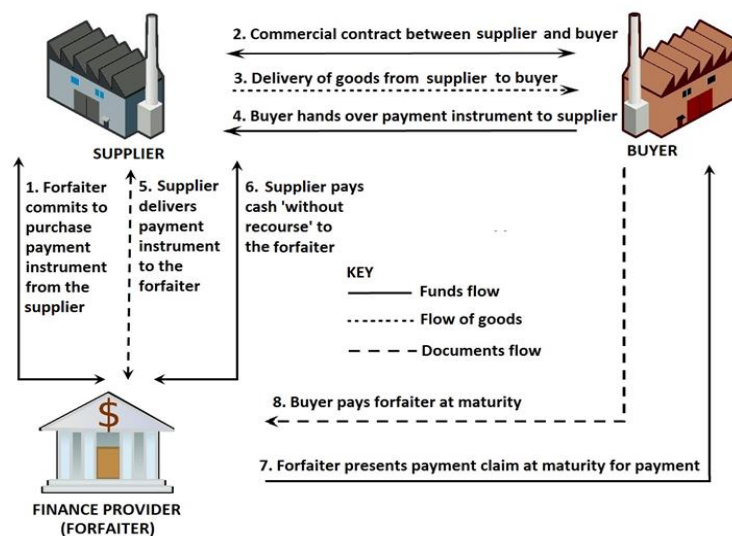 2. Commercial contract between supplier and buyer
3. Delivery of goods from supplier to buyer
4. Buyer hands over payment instrument to supplier
SUPPLIER
BUYER
1. Forfaiter
commits to
purchase
payment
instrument
from the
supplier
5. Supplier
delivers
payment
instrument
to the
forfaiter
6. Supplier pays
cash 'without
recourse' to
the forfaiter
KEY
Funds flow
Flow of goods
Documents flow
$
8. Buyer pays forfaiter at maturity
7. Forfaiter presents payment claim at maturity for payment
FINANCE PROVIDER
(FORFAITER)